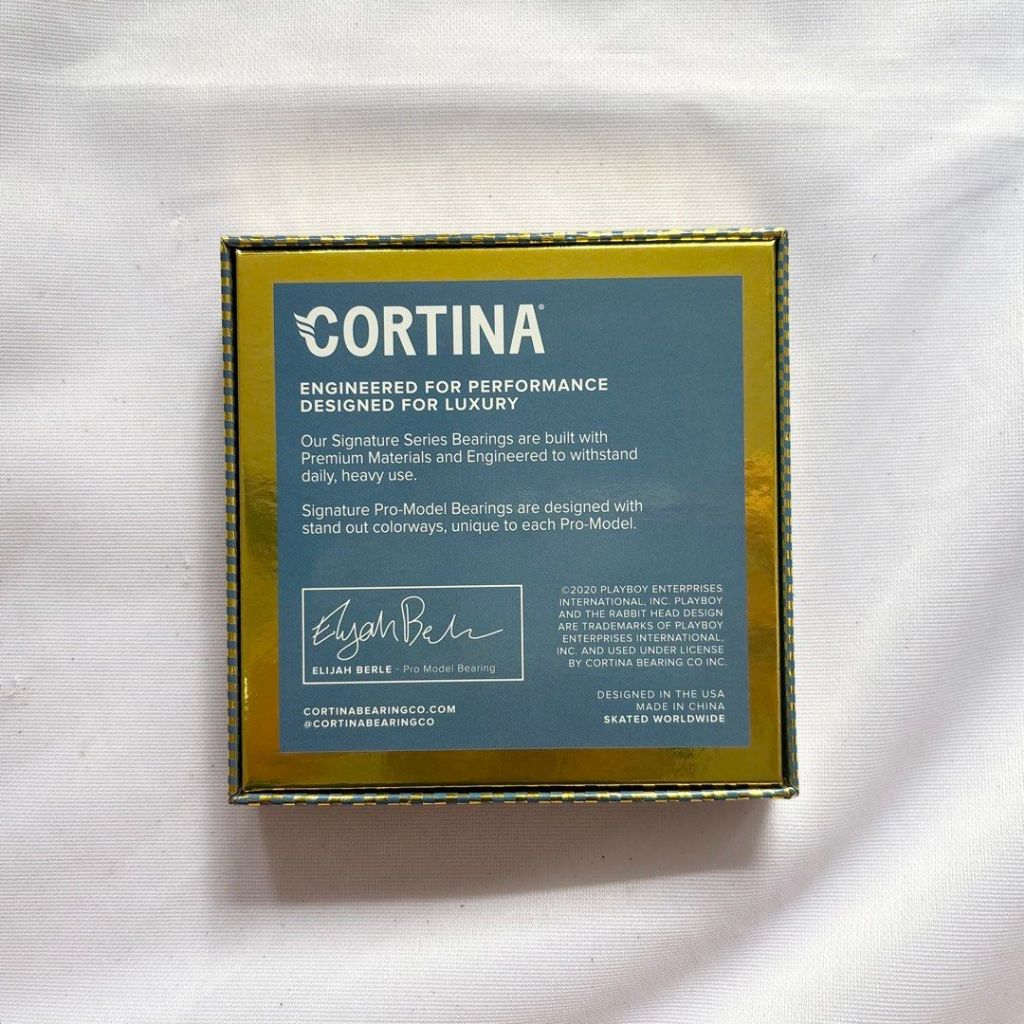 CORTINA®
ENGINEERED FOR PERFORMANCE
DESIGNED FOR LUXURY
Our Signature Series Bearings are built with
Premium Materials and Engineered to withstand
daily, heavy use.
Signature Pro-Model Bearings are designed with
stand out colorways, unique to each Pro-Model.
Elijah Berle
ELIJAH BERLE - Pro Model Bearing
CORTINABEARINGCO.COM
@CORTINABEARINGCO
©2020 PLAYBOY ENTERPRISES
INTERNATIONAL, INC. PLAYBOY
AND THE RABBIT HEAD DESIGN
ARE TRADEMARKS OF PLAYBOY
ENTERPRISES INTERNATIONAL,
INC. AND USED UNDER LICENSE
BY CORTINA BEARING CO INC.
DESIGNED IN THE USA
MADE IN CHINA
SKATED WORLDWIDE